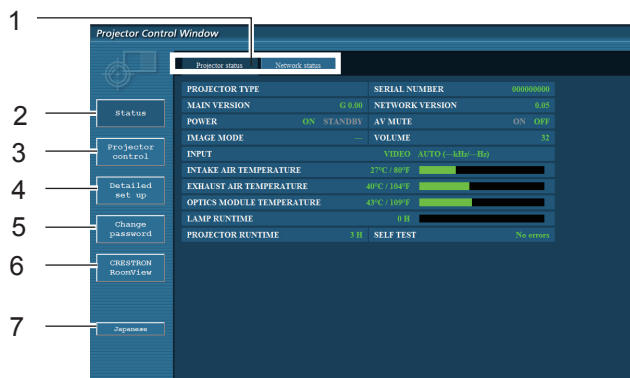 1
Projector Control Window
Projector status Network status
2
Status
3
Projector control
4
Detailed set up
5
Change password
6
CRESTRON RoomView
7
Japanese
PROJECTOR TYPE SERIAL NUMBER 000000000
MAIN VERSION G 0.00 NETWORK VERSION 0.05
POWER ON STANDBY AV MUTE ON OFF
IMAGE MODE — VOLUME 32
INPUT VIDEO AUTO (—kHz/—Hz)
INTAKE AIR TEMPERATURE 27°C / 80°F
EXHAUST AIR TEMPERATURE 40°C / 104°F
OPTICS MODULE TEMPERATURE 43°C / 109°F
LAMP RUNTIME 0 H
PROJECTOR RUNTIME 3 H SELF TEST No errors